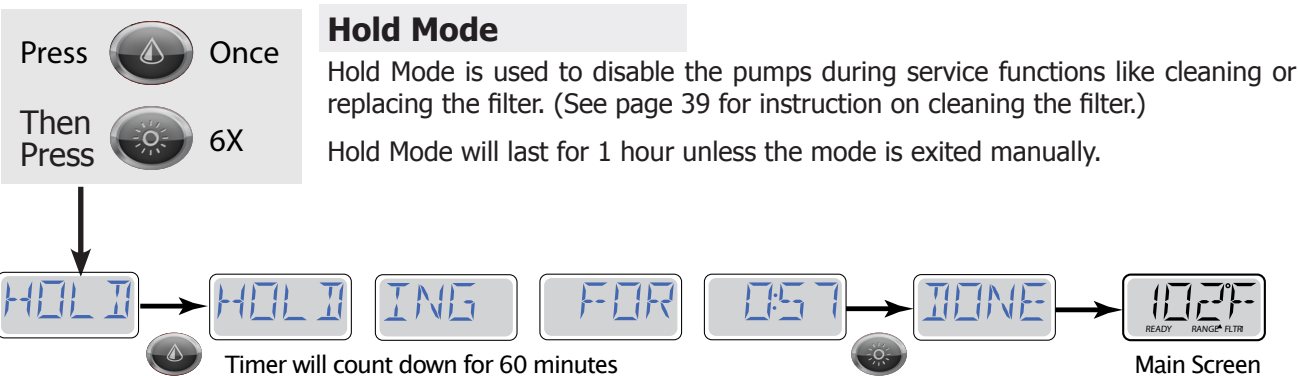 Press Once
Then
Press 6X
Hold Mode
Hold Mode is used to disable the pumps during service functions like cleaning or
replacing the filter. (See page 39 for instruction on cleaning the filter.)
Hold Mode will last for 1 hour unless the mode is exited manually.
HOLD HOLD ING FOR 0:57 DONE 102°F
READY RANGE FLTR1
Timer will count down for 60 minutes Main Screen